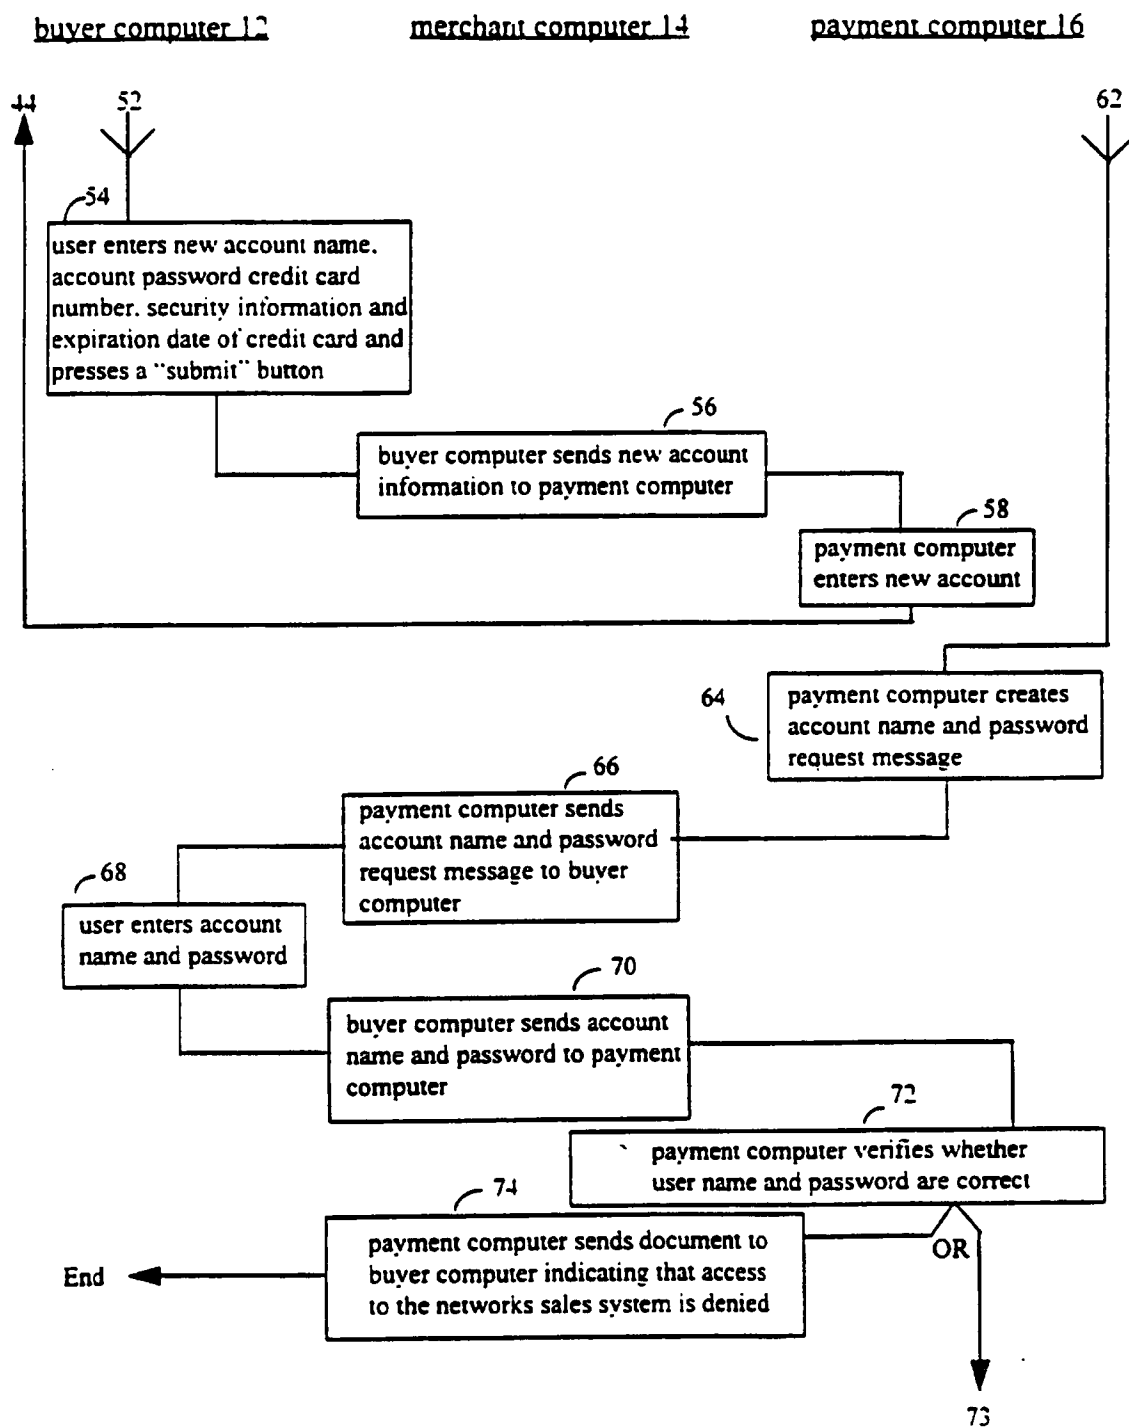 buyer computer 12 merchant computer 14 payment computer 16
44 52 62
54
user enters new account name.
account password credit card
number. security information and
expiration date of credit card and
presses a "submit" button
56
buyer computer sends new account
information to payment computer
58
payment computer
enters new account
64
payment computer creates
account name and password
request message
66
payment computer sends
account name and password
request message to buyer
computer
68
user enters account
name and password
70
buyer computer sends account
name and password to payment
computer
72
payment computer verifies whether
user name and password are correct
74
payment computer sends document to
buyer computer indicating that access
to the networks sales system is denied
OR
End
73